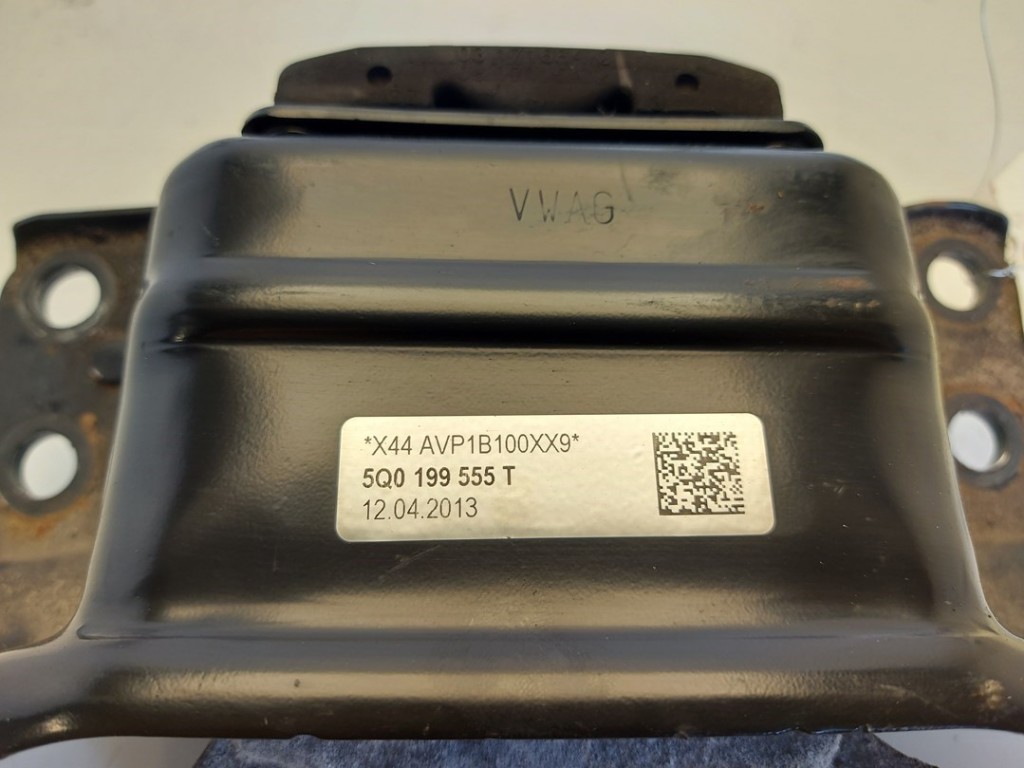 VWAG
*X44 AVP1B100XX9*
5Q0 199 555 T
12.04.2013